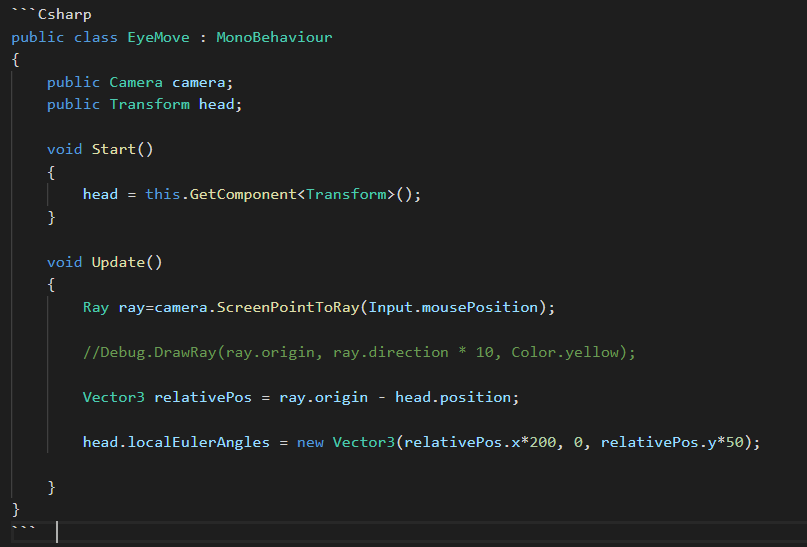 ```Csharp
public class EyeMove : MonoBehaviour
{
    public Camera camera;
    public Transform head;

    void Start()
    {
        head = this.GetComponent<Transform>();
    }

    void Update()
    {
        Ray ray=camera.ScreenPointToRay(Input.mousePosition);

        //Debug.DrawRay(ray.origin, ray.direction * 10, Color.yellow);

        Vector3 relativePos = ray.origin - head.position;

        head.localEulerAngles = new Vector3(relativePos.x*200, 0, relativePos.y*50);

    }
}
```